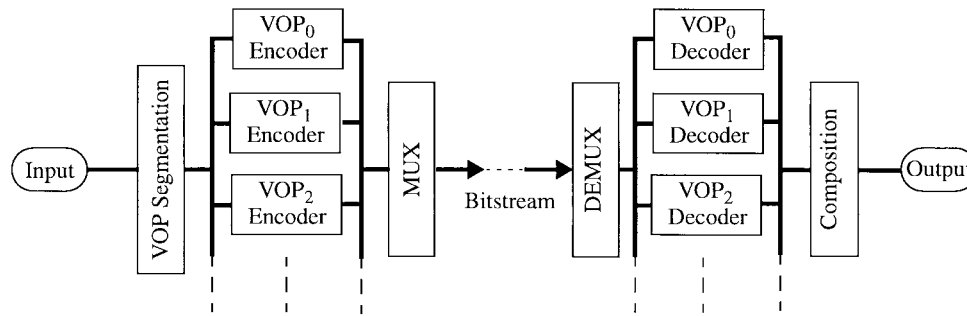 Input
VOP Segmentation
VOP0
Encoder
VOP1
Encoder
VOP2
Encoder
MUX
Bitstream
DEMUX
VOP0
Decoder
VOP1
Decoder
VOP2
Decoder
Composition
Output